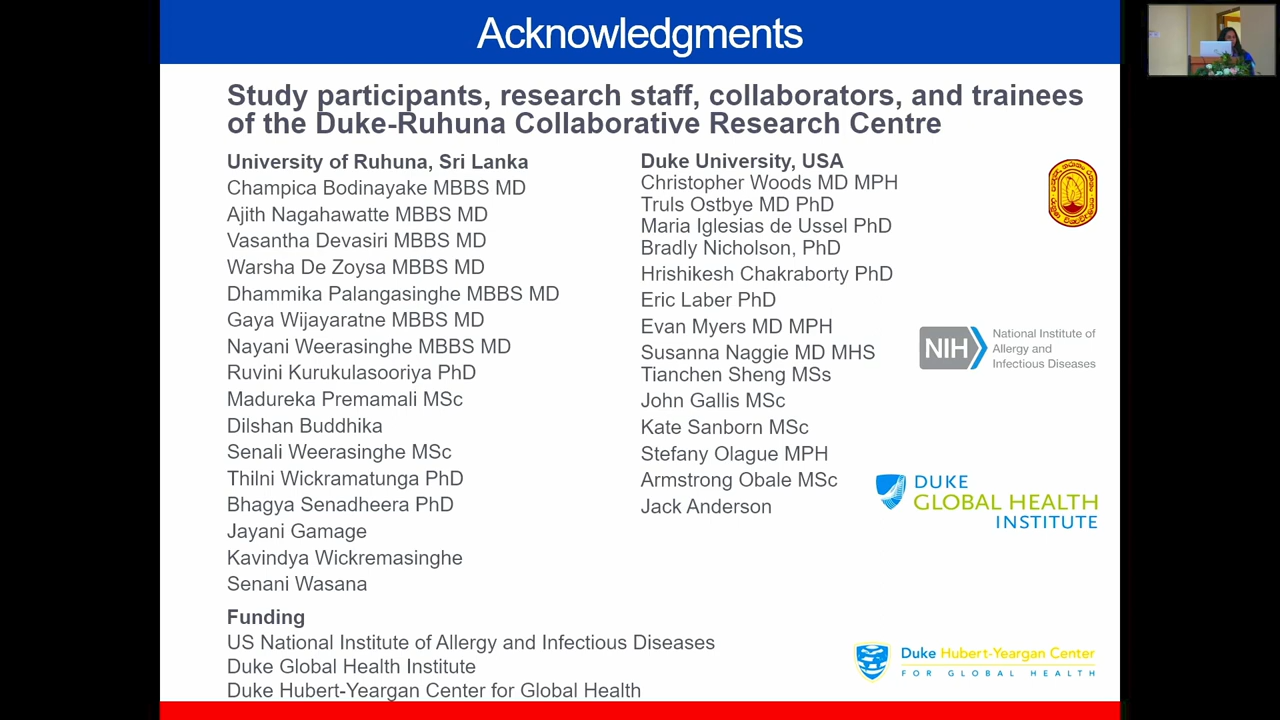 Acknowledgments
Study participants, research staff, collaborators, and trainees
of the Duke-Ruhuna Collaborative Research Centre
University of Ruhuna, Sri Lanka
Champica Bodinayake MBBS MD
Ajith Nagahawatte MBBS MD
Vasantha Devasiri MBBS MD
Warsha De Zoysa MBBS MD
Dhammika Palangasinghe MBBS MD
Gaya Wijayaratne MBBS MD
Nayani Weerasinghe MBBS MD
Ruvini Kurukulasooriya PhD
Madureka Premamali MSc
Dilshan Buddhika
Senali Weerasinghe MSc
Thilni Wickramatunga PhD
Bhagya Senadheera PhD
Jayani Gamage
Kavindya Wickremasinghe
Senani Wasana
Duke University, USA
Christopher Woods MD MPH
Truls Ostbye MD PhD
Maria Iglesias de Ussel PhD
Bradly Nicholson, PhD
Hrishikesh Chakraborty PhD
Eric Laber PhD
Evan Myers MD MPH
Susanna Naggie MD MHS
Tianchen Sheng MSs
John Gallis MSc
Kate Sanborn MSc
Stefany Olague MPH
Armstrong Obale MSc
Jack Anderson
NIH
National Institute of
Allergy and
Infectious Diseases
DUKE
GLOBAL HEALTH
INSTITUTE
Funding
US National Institute of Allergy and Infectious Diseases
Duke Global Health Institute
Duke Hubert-Yeargan Center for Global Health
Duke Hubert-Yeargan Center
FOR GLOBAL HEALTH